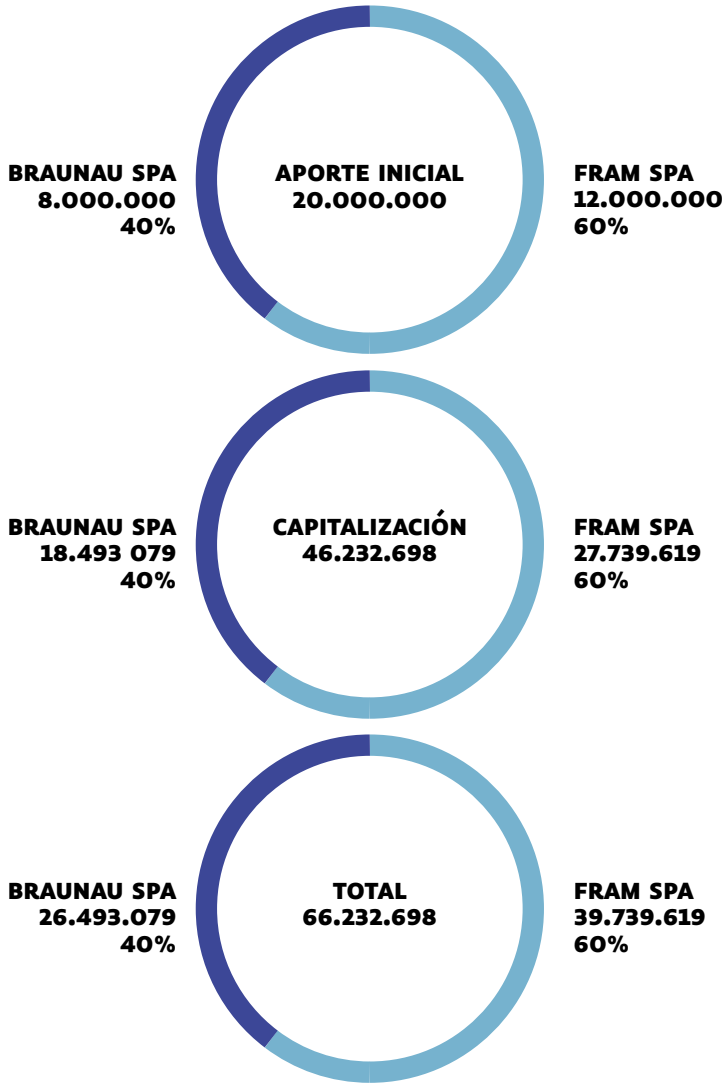 BRAUNAU SPA
8.000.000
40%
APORTE INICIAL
20.000.000
FRAM SPA
12.000.000
60%
BRAUNAU SPA
18.493 079
40%
CAPITALIZACIÓN
46.232.698
FRAM SPA
27.739.619
60%
BRAUNAU SPA
26.493.079
40%
TOTAL
66.232.698
FRAM SPA
39.739.619
60%